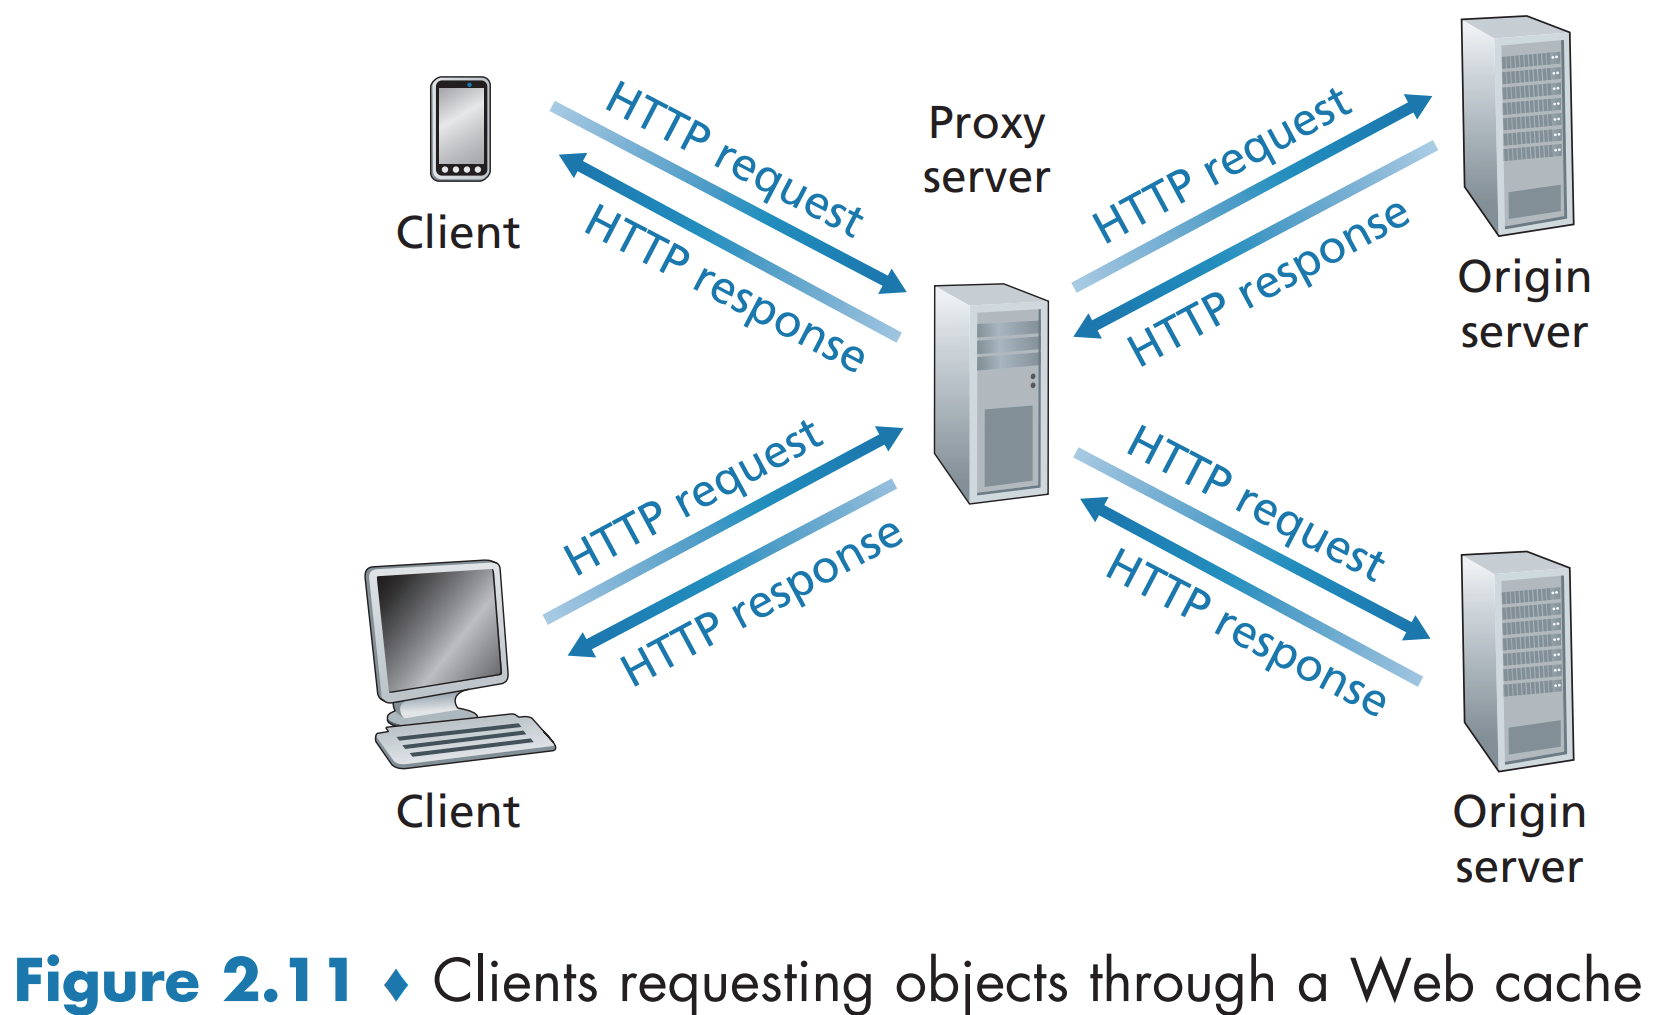 HTTP request
HTTP response
Client
Proxy
server
HTTP request
HTTP response
Origin
server
HTTP request
HTTP response
Client
HTTP request
HTTP response
Origin
server
Figure 2.11 ♦ Clients requesting objects through a Web cache